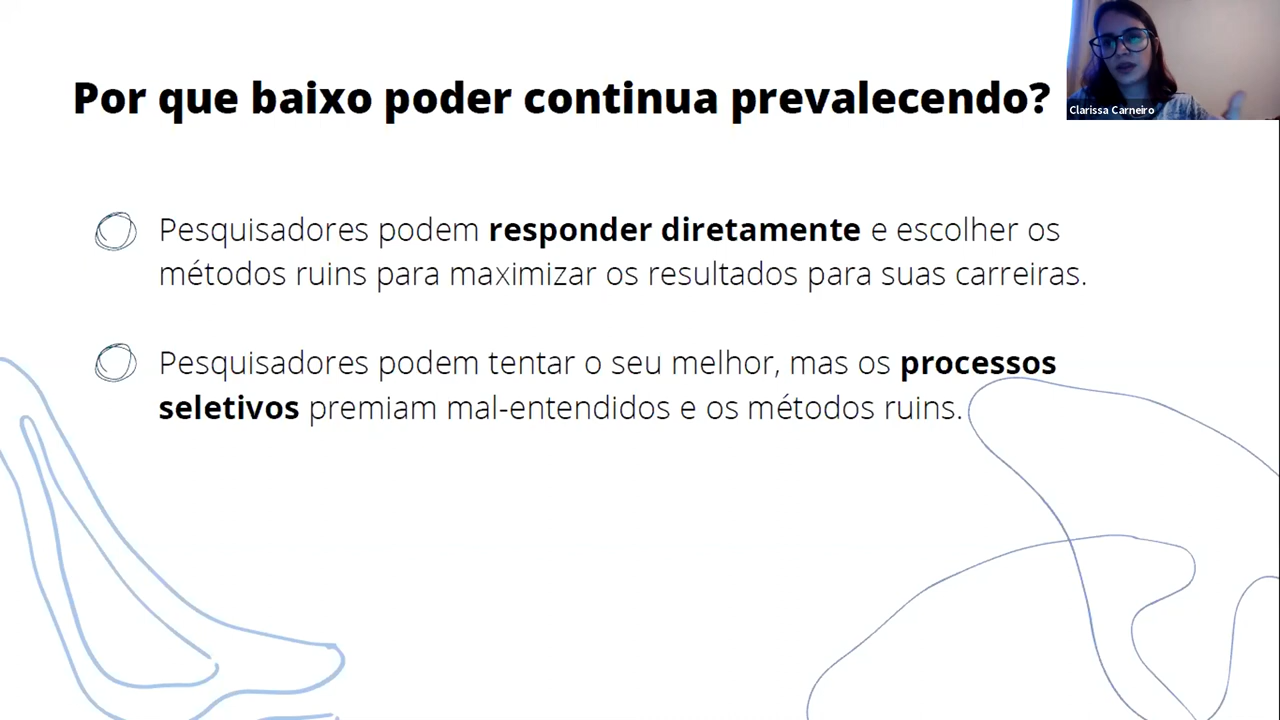 Por que baixo poder continua prevalecendo?
Clarissa Carneiro
Pesquisadores podem responder diretamente e escolher os
métodos ruins para maximizar os resultados para suas carreiras.
Pesquisadores podem tentar o seu melhor, mas os processos
seletivos premiam mal-entendidos e os métodos ruins.